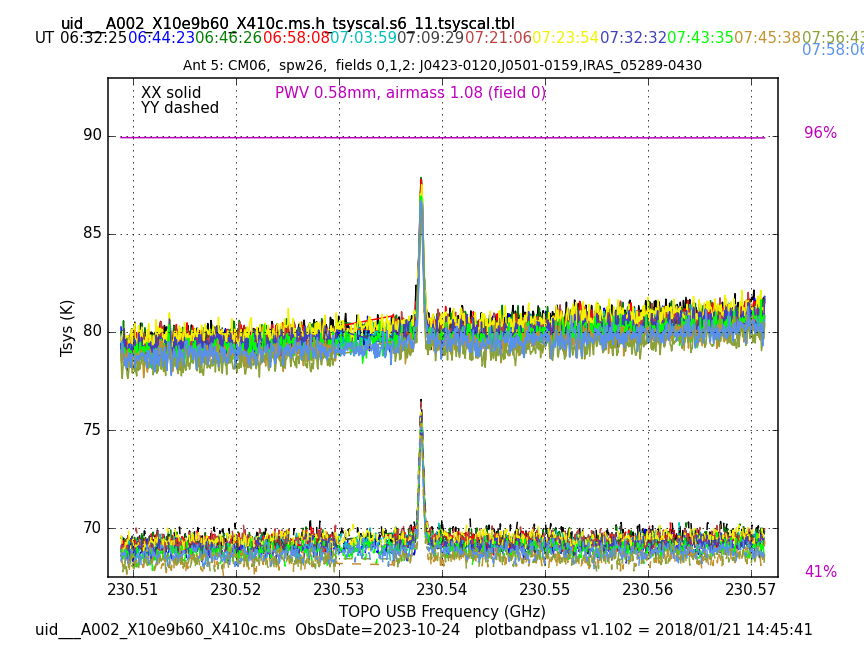 uid___A002_X10e9b60_X410c.ms.h_tsyscal.s6_11.tsyscal.tbl
UT 06:32:25 06:44:23 06:46:26 06:58:08 07:03:59 07:09:29 07:21:06 07:23:54 07:32:32 07:43:35 07:45:38 07:56:43
07:58:06
Ant 5: CM06, spw26, fields 0,1,2: J0423-0120,J0501-0159,IRAS_05289-0430
XX solid
PWV 0.58mm, airmass 1.08 (field 0)
YY dashed
96%
90
85
80
75
70
Tsys (K)
41%
230.51 230.52 230.53 230.54 230.55 230.56 230.57
TOPO USB Frequency (GHz)
uid___A002_X10e9b60_X410c.ms ObsDate=2023-10-24 plotbandpass v1.102 = 2018/01/21 14:45:41